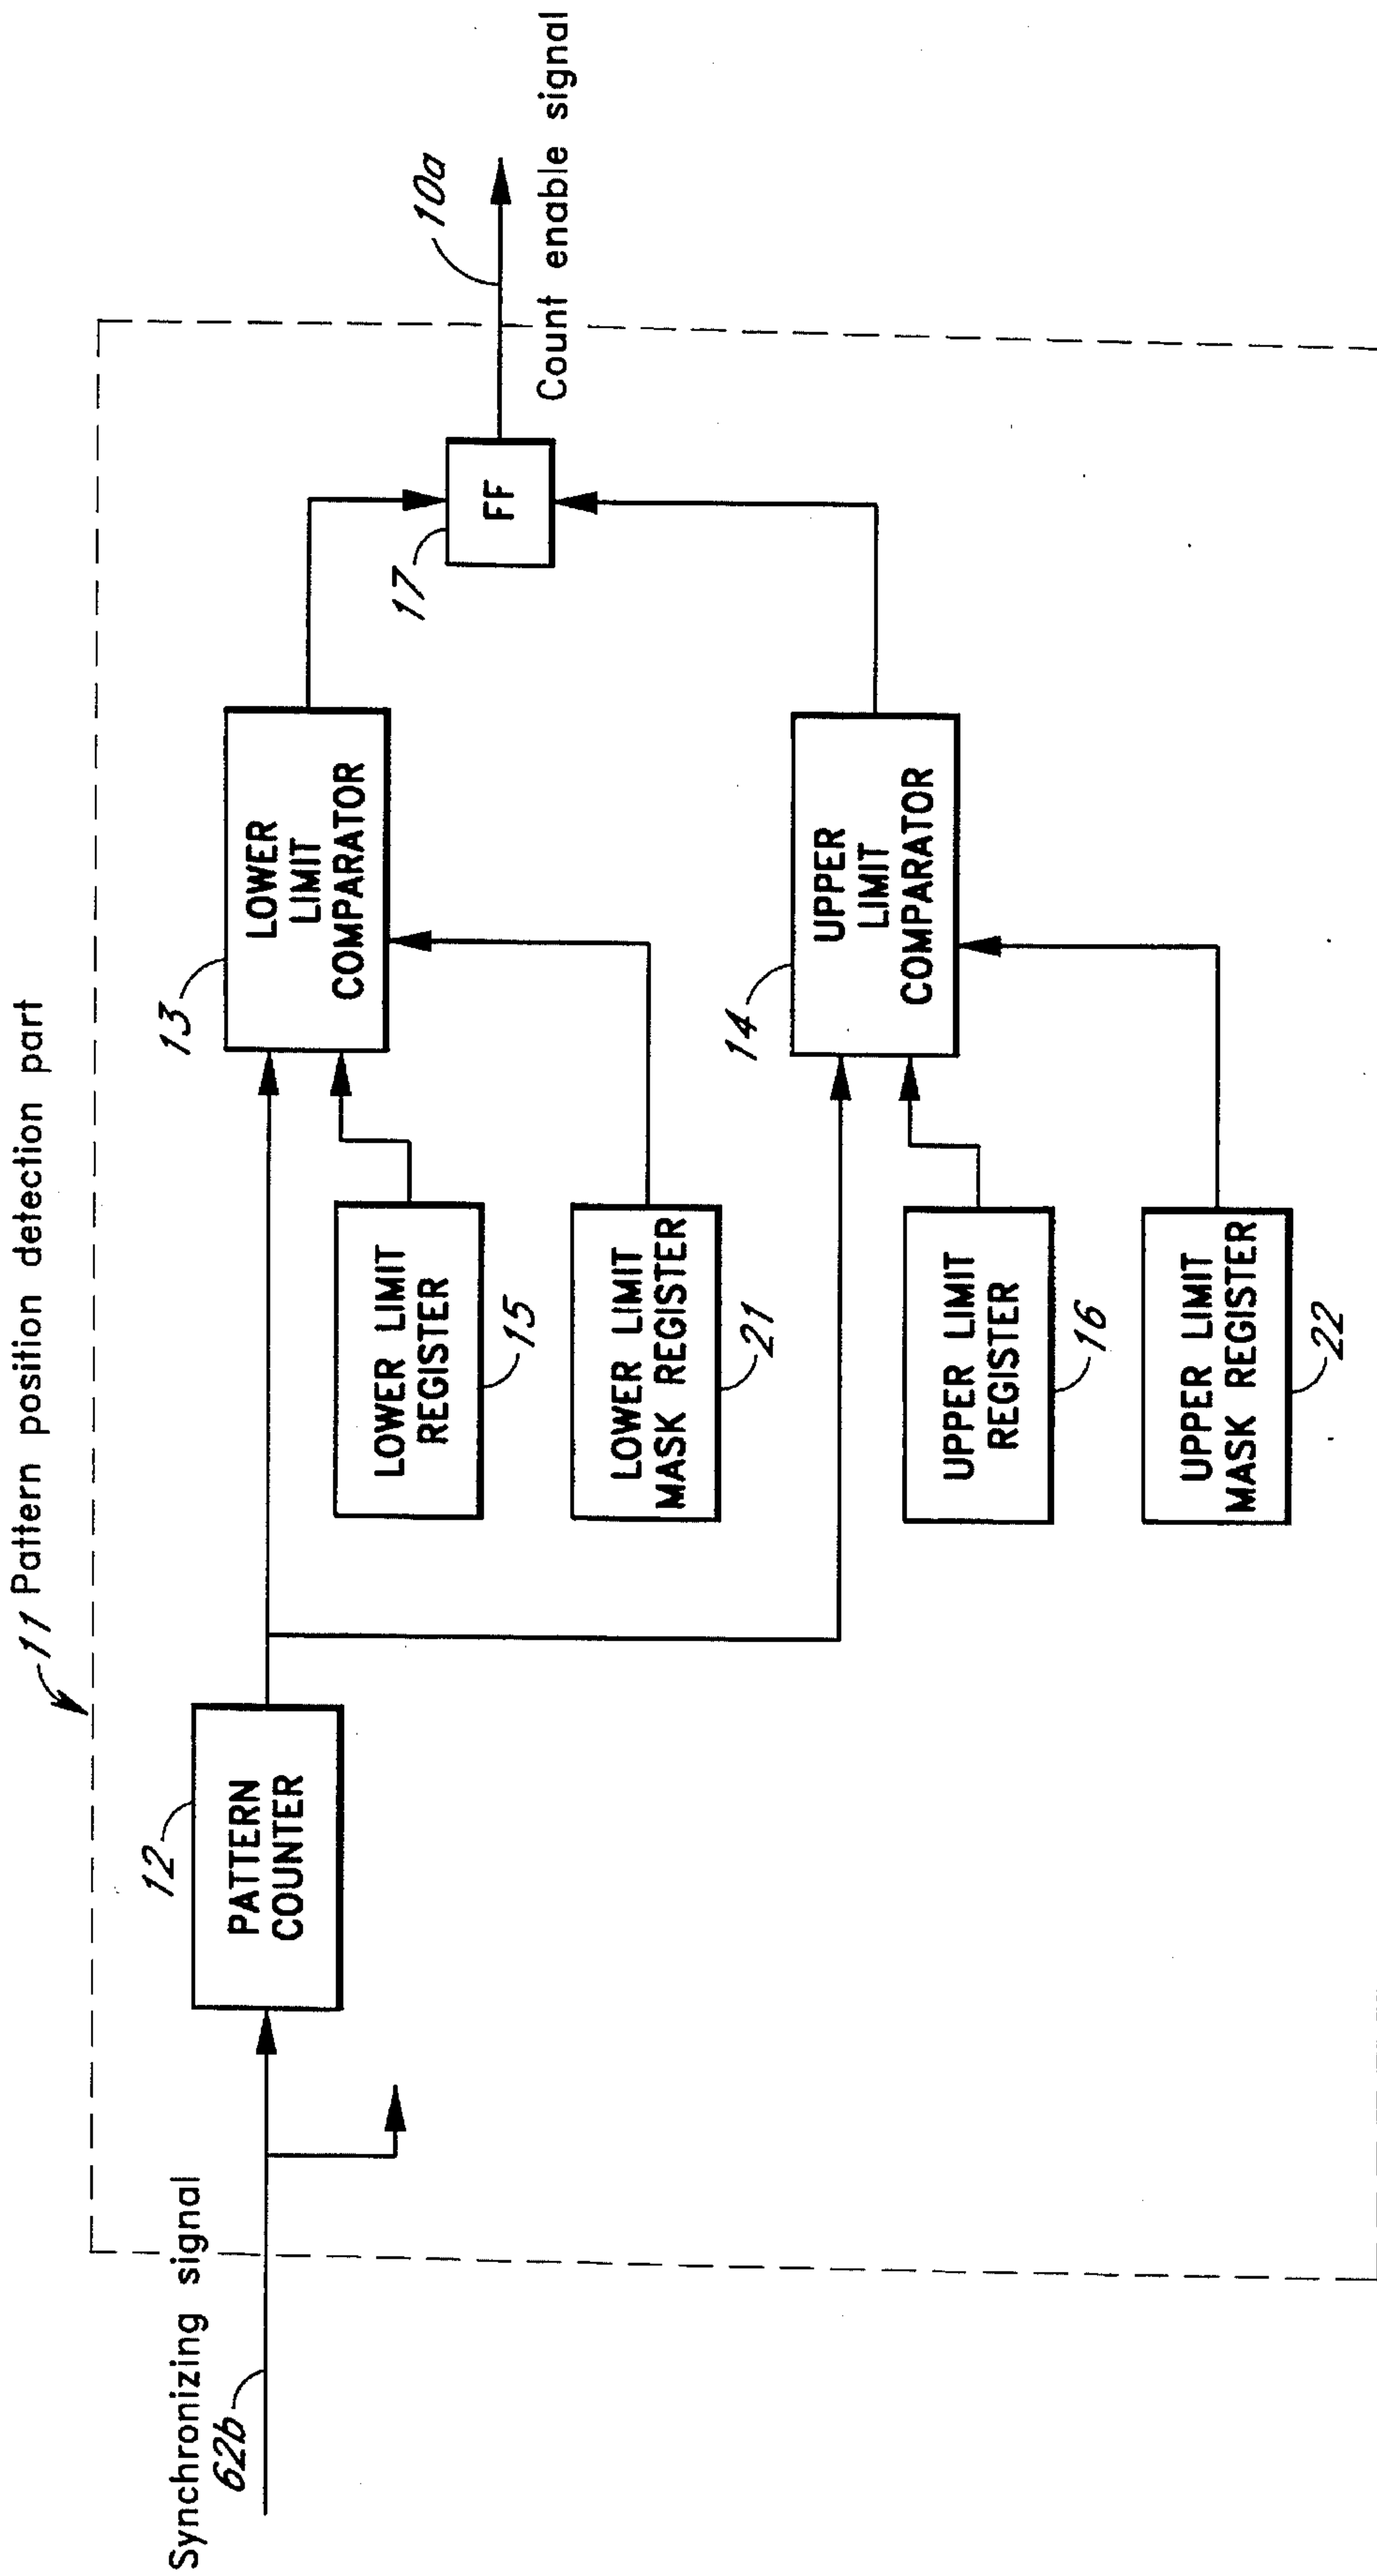 11 Pattern position detection part
Synchronizing signal
62b
12
PATTERN
COUNTER
13
LOWER
LIMIT
COMPARATOR
LOWER LIMIT
REGISTER
15
LOWER LIMIT
MASK REGISTER
21
14
UPPER
LIMIT
COMPARATOR
UPPER LIMIT
REGISTER
16
UPPER LIMIT
MASK REGISTER
22
17
FF
10a
Count enable signal